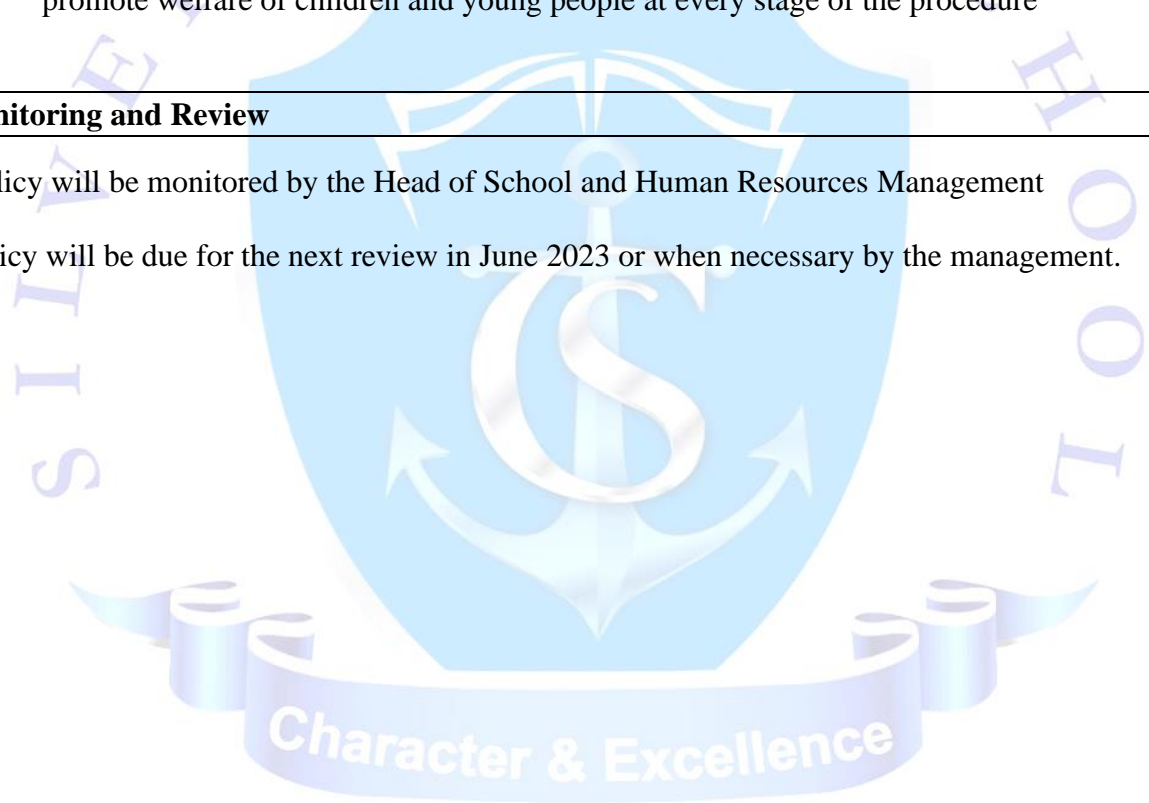 promote welfare of children and young people at every stage of the procedure
nitoring and Review
licy will be monitored by the Head of School and Human Resources Management
icy will be due for the next review in June 2023 or when necessary by the management.
S I L V E
H O O L
CS
Character & Excellence